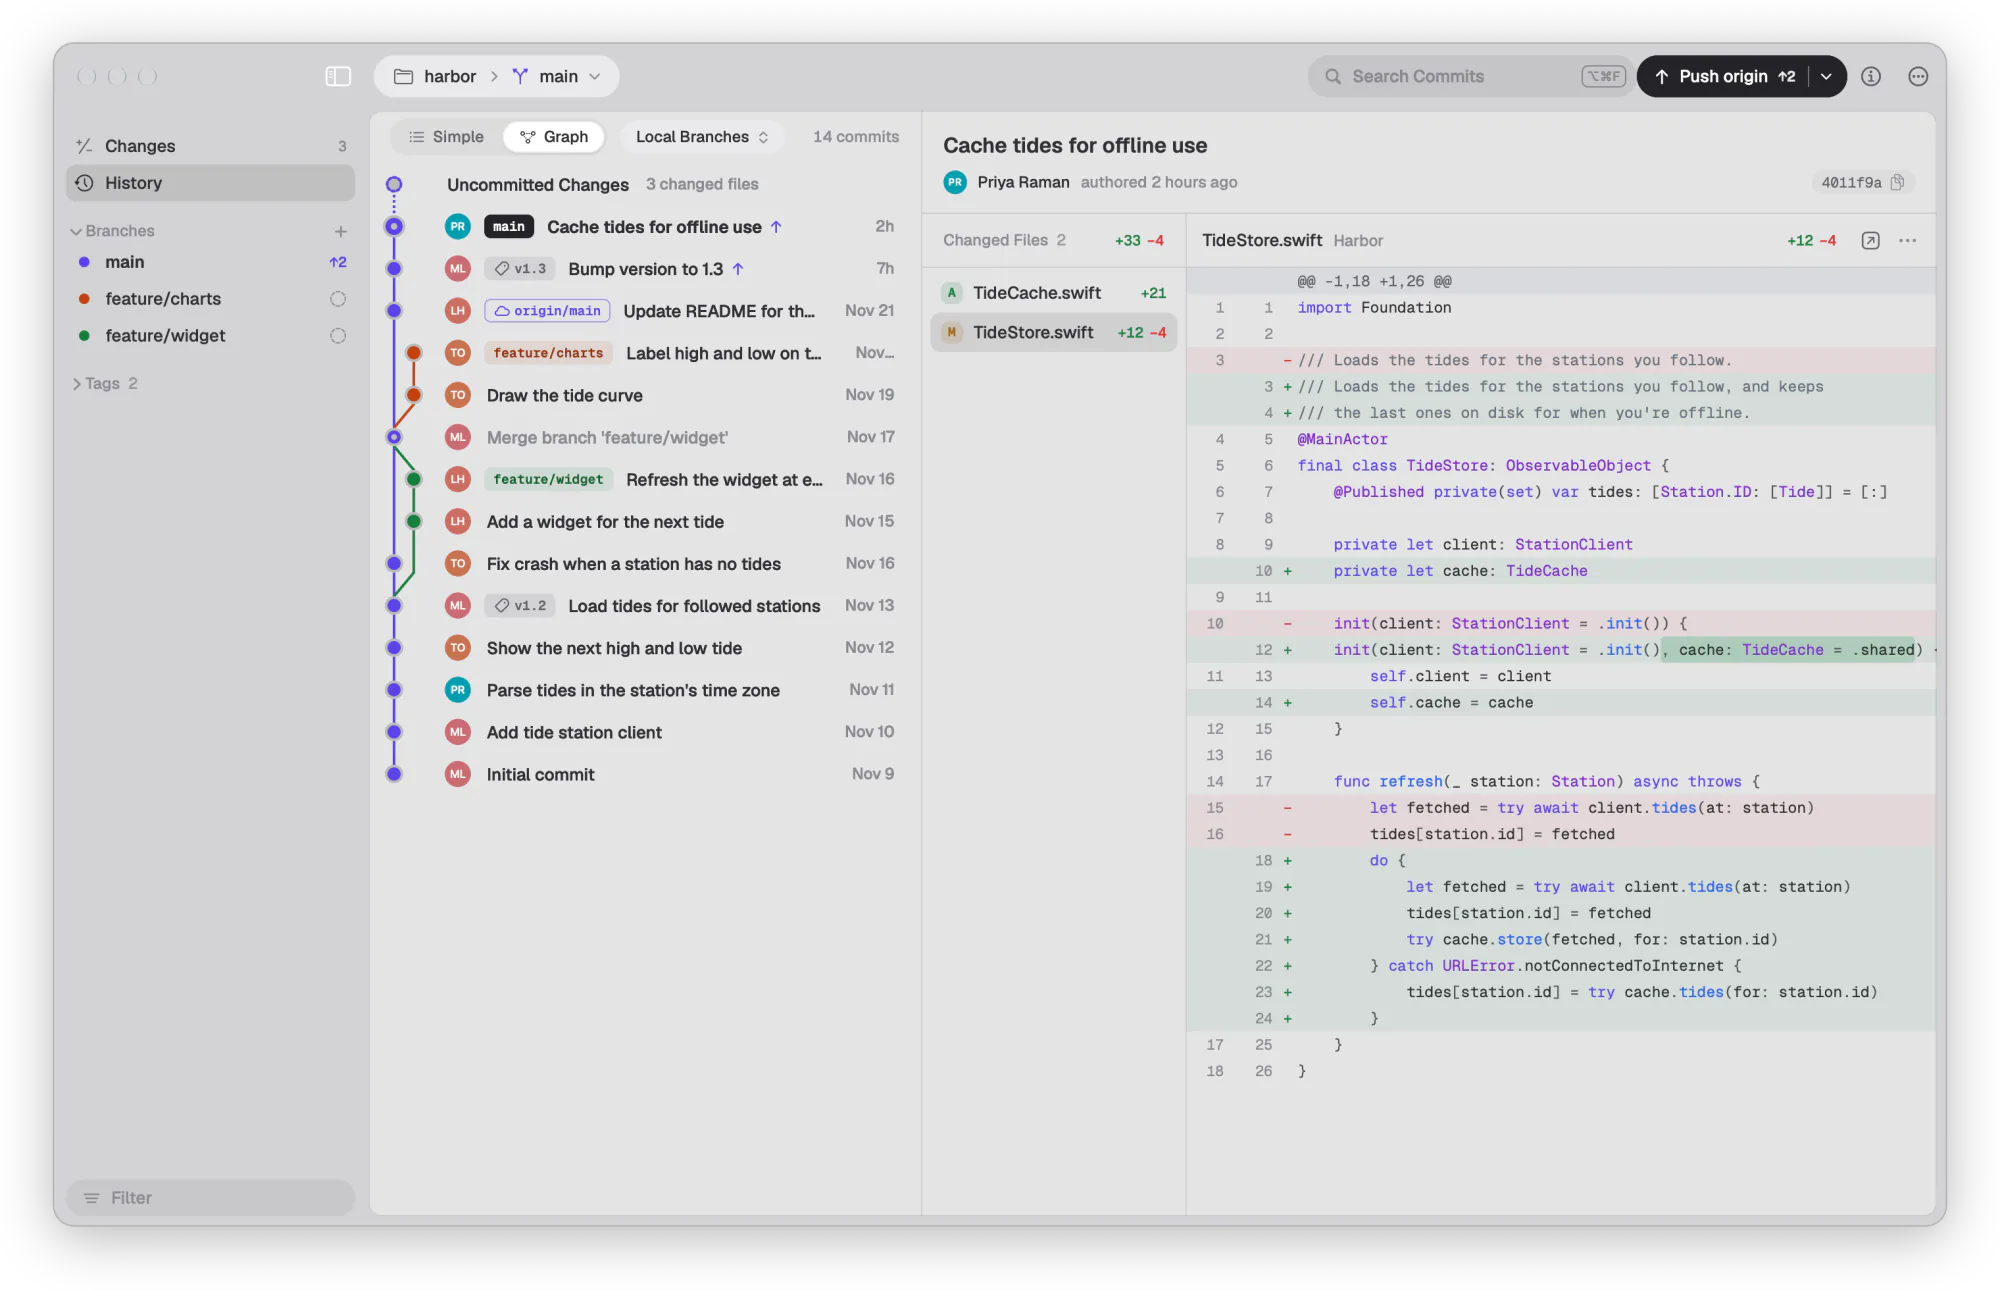 harbor > main
Search Commits ⌥⌘F
Push origin ↑2
Changes 3
History
Branches +
main ↑2
feature/charts
feature/widget
Tags 2
Filter
Simple Graph Local Branches 14 commits
Uncommitted Changes 3 changed files
PR main Cache tides for offline use ↑ 2h
ML v1.3 Bump version to 1.3 ↑ 7h
LH origin/main Update README for th... Nov 21
TO feature/charts Label high and low on t... Nov...
TO Draw the tide curve Nov 19
ML Merge branch 'feature/widget' Nov 17
LH feature/widget Refresh the widget at e... Nov 16
LH Add a widget for the next tide Nov 15
TO Fix crash when a station has no tides Nov 16
ML v1.2 Load tides for followed stations Nov 13
TO Show the next high and low tide Nov 12
PR Parse tides in the station's time zone Nov 11
ML Add tide station client Nov 10
ML Initial commit Nov 9
Cache tides for offline use
PR Priya Raman authored 2 hours ago 4011f9a
Changed Files 2 +33 −4
A TideCache.swift +21
M TideStore.swift +12 −4
TideStore.swift Harbor +12 −4
@@ -1,18 +1,26 @@
1 1 import Foundation
2 2
3 - /// Loads the tides for the stations you follow.
3 + /// Loads the tides for the stations you follow, and keeps
4 + /// the last ones on disk for when you're offline.
4 5 @MainActor
5 6 final class TideStore: ObservableObject {
6 7 @Published private(set) var tides: [Station.ID: [Tide]] = [:]
7 8
8 9 private let client: StationClient
10 + private let cache: TideCache
9 11
10 - init(client: StationClient = .init()) {
12 + init(client: StationClient = .init(), cache: TideCache = .shared)
11 13 self.client = client
14 + self.cache = cache
12 15 }
13 16
14 17 func refresh(_ station: Station) async throws {
15 - let fetched = try await client.tides(at: station)
16 - tides[station.id] = fetched
18 + do {
19 + let fetched = try await client.tides(at: station)
20 + tides[station.id] = fetched
21 + try cache.store(fetched, for: station.id)
22 + } catch URLError.notConnectedToInternet {
23 + tides[station.id] = try cache.tides(for: station.id)
24 + }
17 25 }
18 26 }